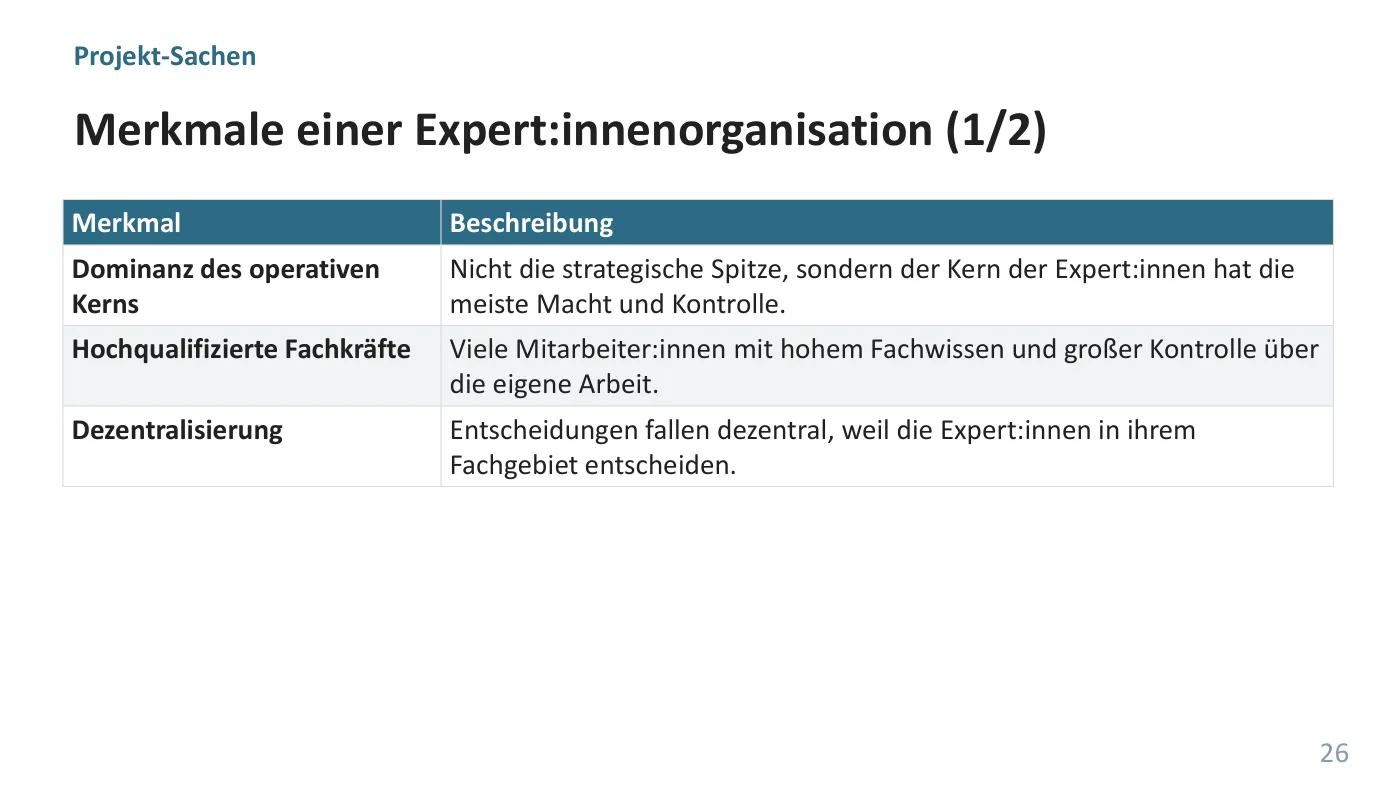 Projekt-Sachen
Merkmale einer Expert:innenorganisation (1/2)
Merkmal
Beschreibung
Dominanz des operativen
Kerns
Nicht die strategische Spitze, sondern der Kern der Expert:innen hat die
meiste Macht und Kontrolle.
Hochqualifizierte Fachkräfte
Viele Mitarbeiter:innen mit hohem Fachwissen und großer Kontrolle über
die eigene Arbeit.
Dezentralisierung
Entscheidungen fallen dezentral, weil die Expert:innen in ihrem
Fachgebiet entscheiden.
26